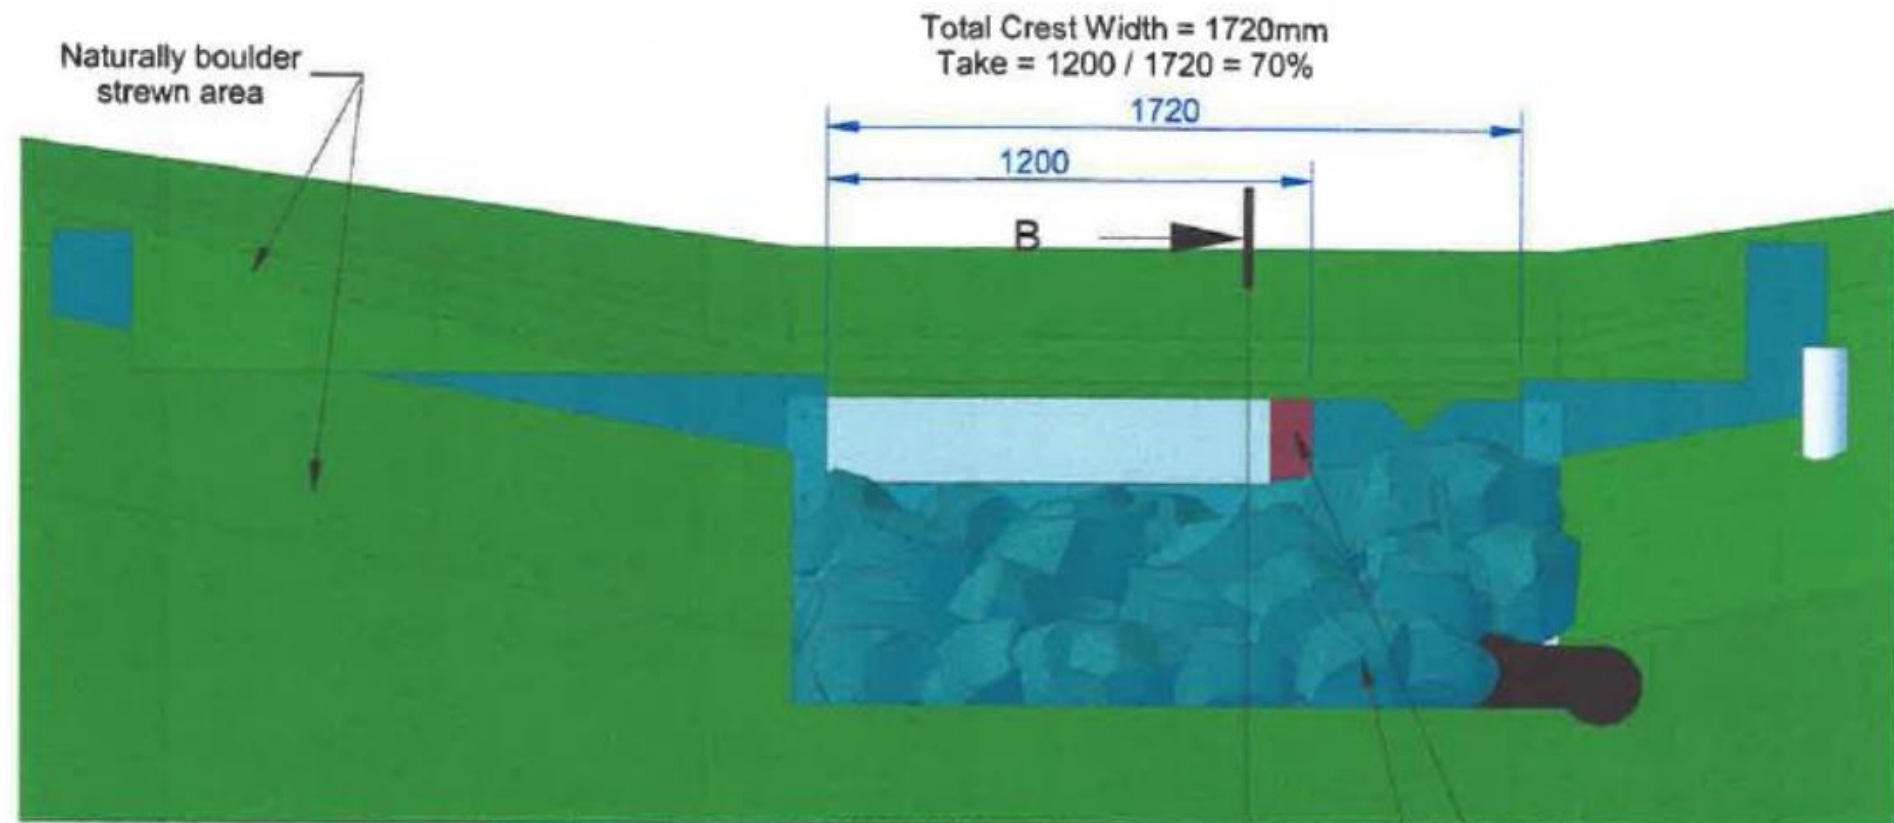 Total Crest Width = 1720mm
Take = 1200 / 1720 = 70%
Naturally boulder
strewn area
1720
1200
B